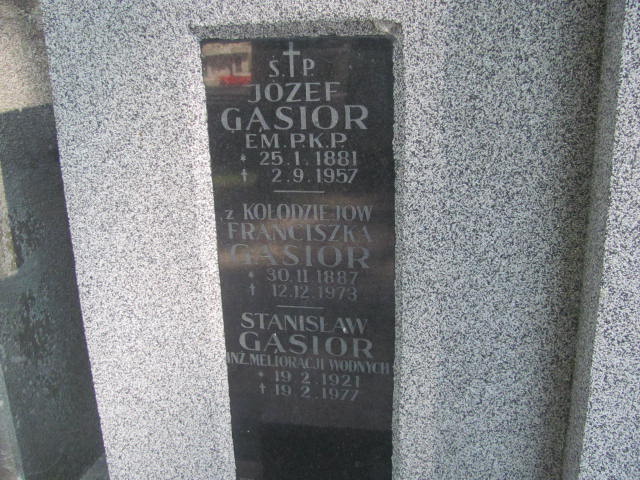 Ś.†P.
JÓZEF
GĄSIOR
EM. P.K.P.
* 25.1.1881
† 2.9.1957
z KOŁODZIEJÓW
FRANCISZKA
GĄSIOR
* 30.11.1887
† 12.12.1973
STANISŁAW
GĄSIOR
INŻ. MELIORACJI WODNYCH
* 19.2.1921
† 19.2.1977